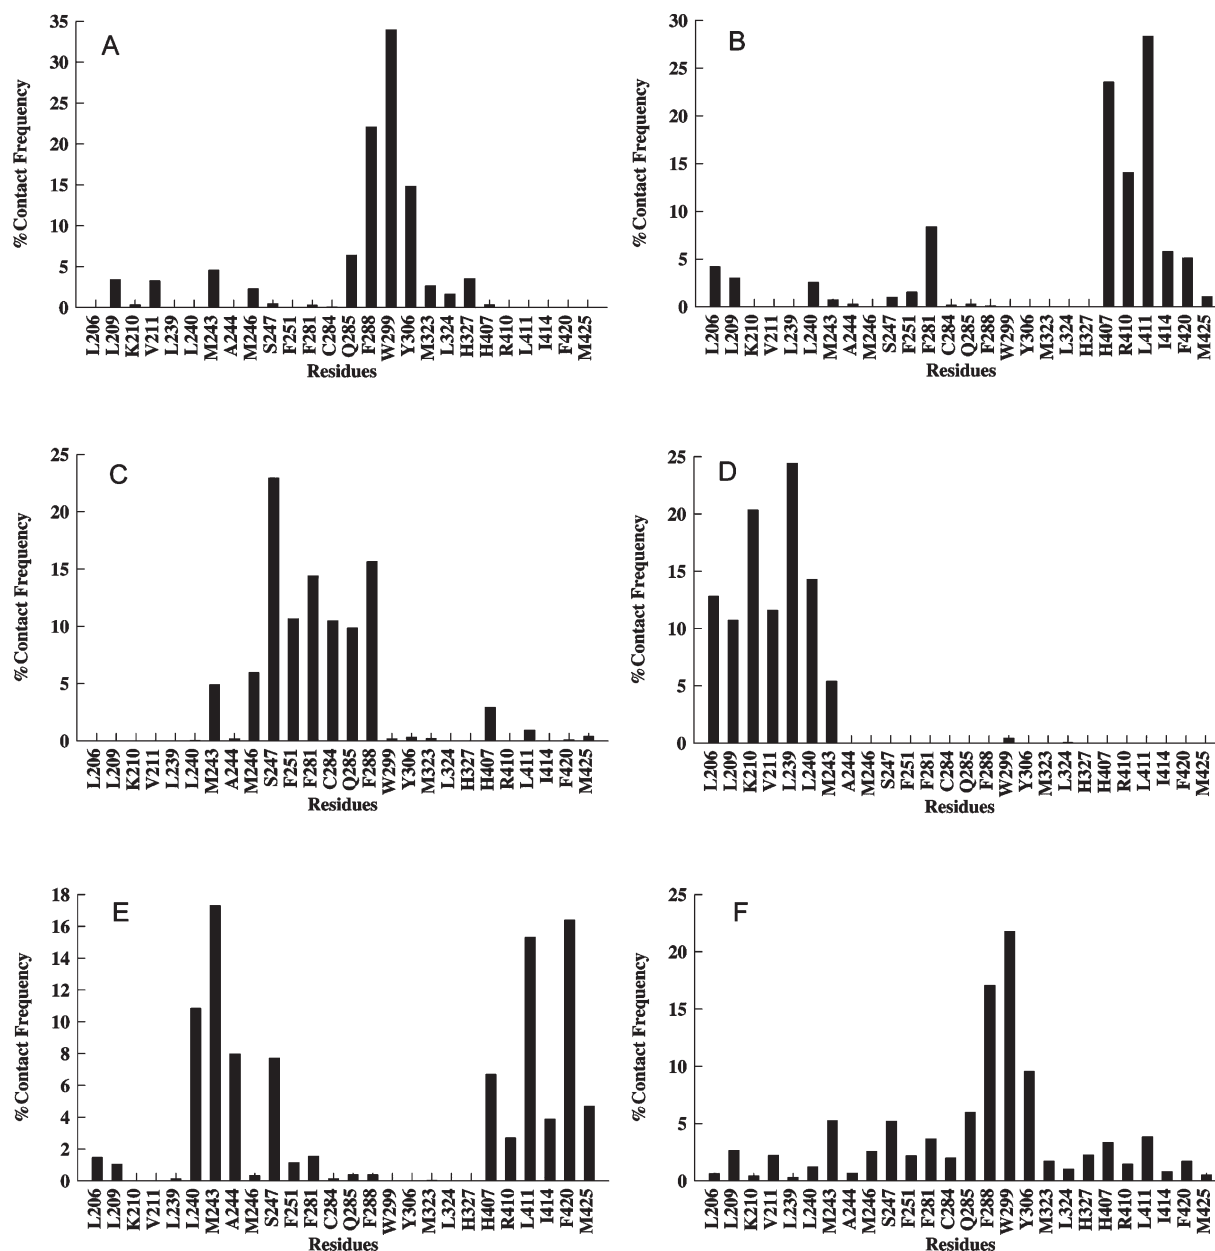 A
%Contact Frequency
35
30
25
20
15
10
5
0
L206 L209 K210 V211 L239 L240 M243 A244 M246 S247 F251 F281 C284 Q285 F288 W299 Y306 M323 L324 H327 H407 R410 L411 I414 F420 M425
Residues
B
%Contact Frequency
30
25
20
15
10
5
0
L206 L209 K210 V211 L239 L240 M243 A244 M246 S247 F251 F281 C284 Q285 F288 W299 Y306 M323 L324 H327 H407 R410 L411 I414 F420 M425
Residues
C
%Contact Frequency
25
20
15
10
5
0
L206 L209 K210 V211 L239 L240 M243 A244 M246 S247 F251 F281 C284 Q285 F288 W299 Y306 M323 L324 H327 H407 R410 L411 I414 F420 M425
Residues
D
%Contact Frequency
25
20
15
10
5
0
L206 L209 K210 V211 L239 L240 M243 A244 M246 S247 F251 F281 C284 Q285 F288 W299 Y306 M323 L324 H327 H407 R410 L411 I414 F420 M425
Residues
E
%Contact Frequency
18
16
14
12
10
8
6
4
2
0
L206 L209 K210 V211 L239 L240 M243 A244 M246 S247 F251 F281 C284 Q285 F288 W299 Y306 M323 L324 H327 H407 R410 L411 I414 F420 M425
Residues
F
%Contact Frequency
25
20
15
10
5
0
L206 L209 K210 V211 L239 L240 M243 A244 M246 S247 F251 F281 C284 Q285 F288 W299 Y306 M323 L324 H327 H407 R410 L411 I414 F420 M425
Residues